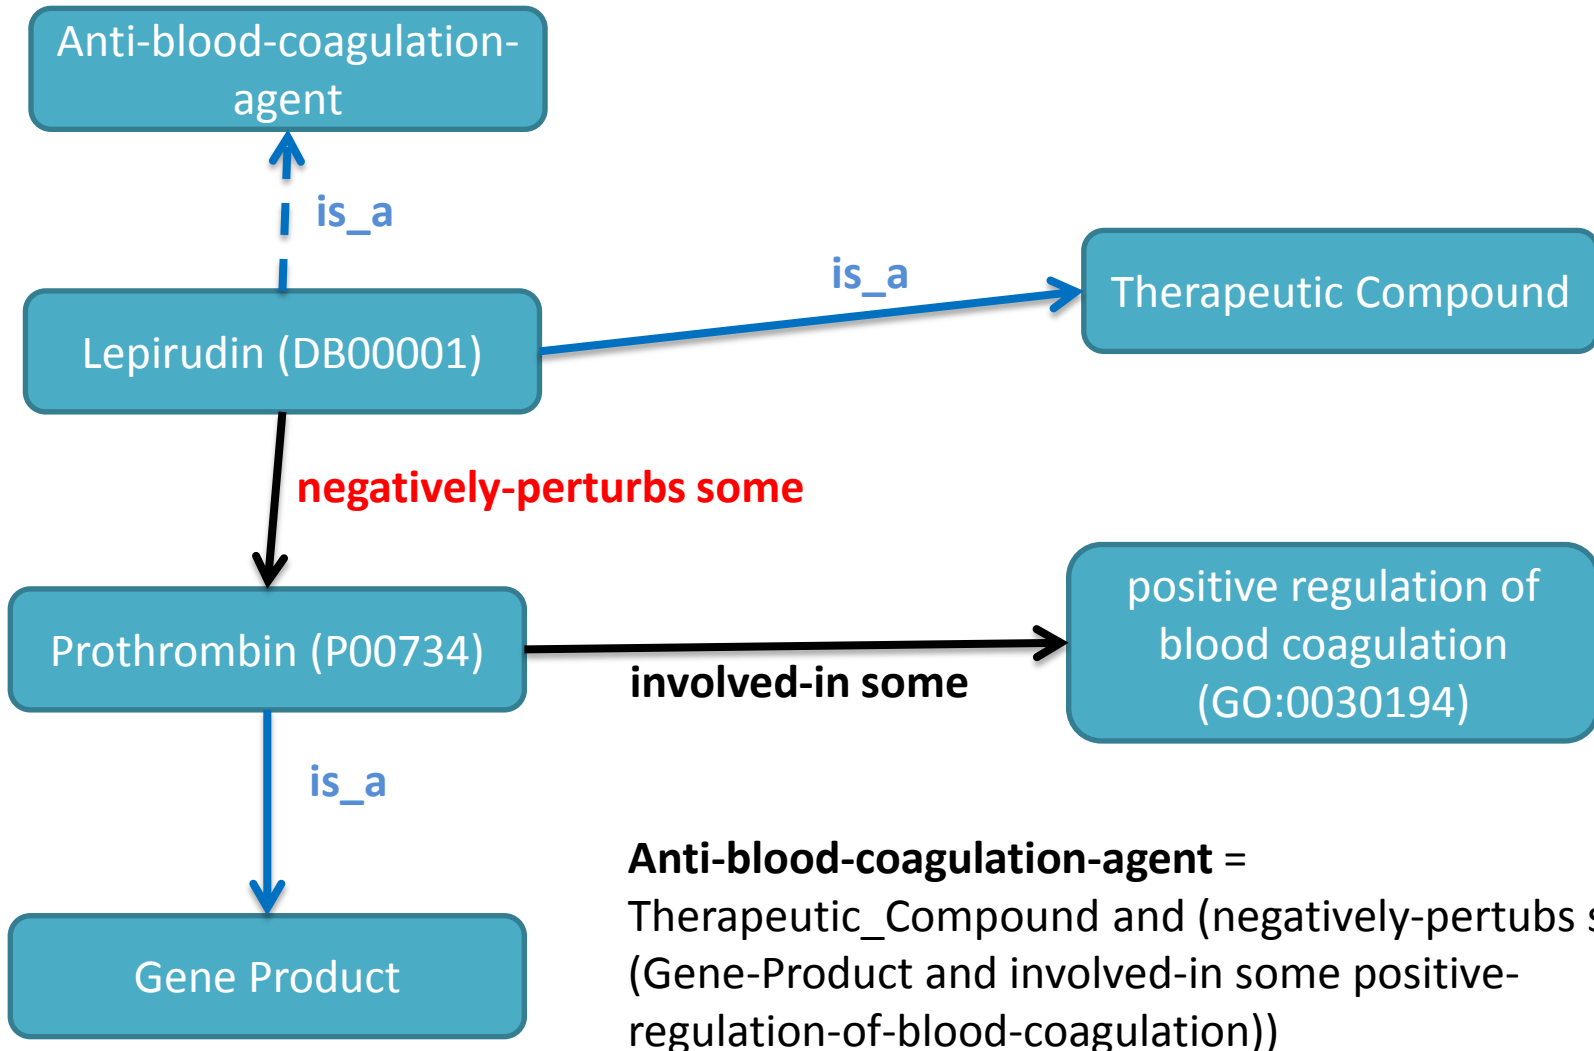 Anti-blood-coagulation-
agent
is_a
is_a
Therapeutic Compound
Lepirudin (DB00001)
negatively-perturbs some
positive regulation of
blood coagulation
(GO:0030194)
Prothrombin (P00734)
involved-in some
is_a
Anti-blood-coagulation-agent =
Therapeutic_Compound and (negatively-pertubs
(Gene-Product and involved-in some positive-
regulation-of-blood-coagulation))
Gene Product